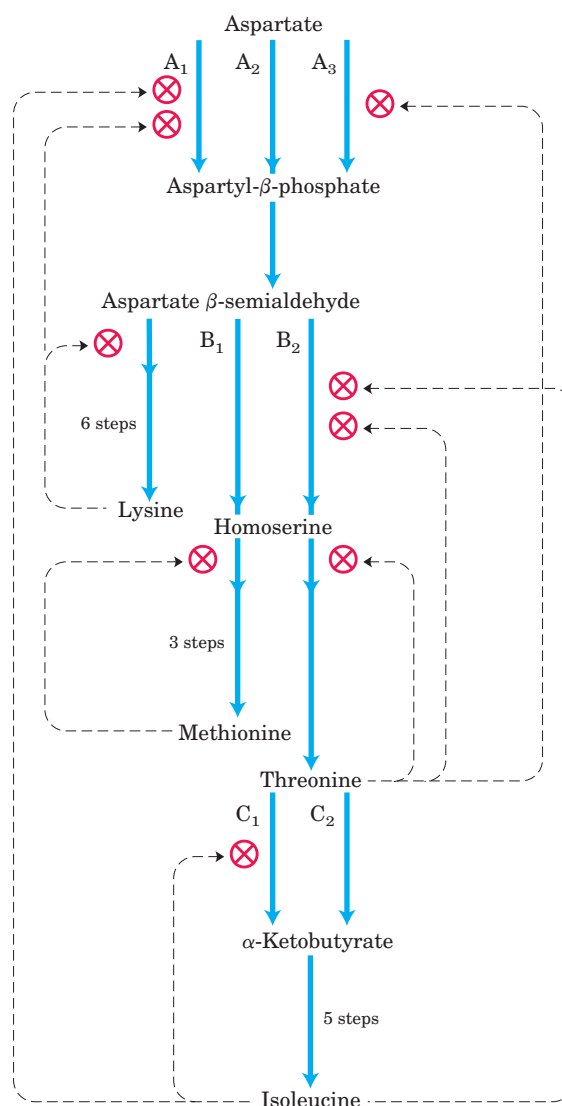 Aspartate
A₁ A₂ A₃
Aspartyl-β-phosphate
Aspartate β-semialdehyde
B₁ B₂
6 steps
Lysine
Homoserine
3 steps
Methionine
Threonine
C₁ C₂
α-Ketobutyrate
5 steps
Isoleucine